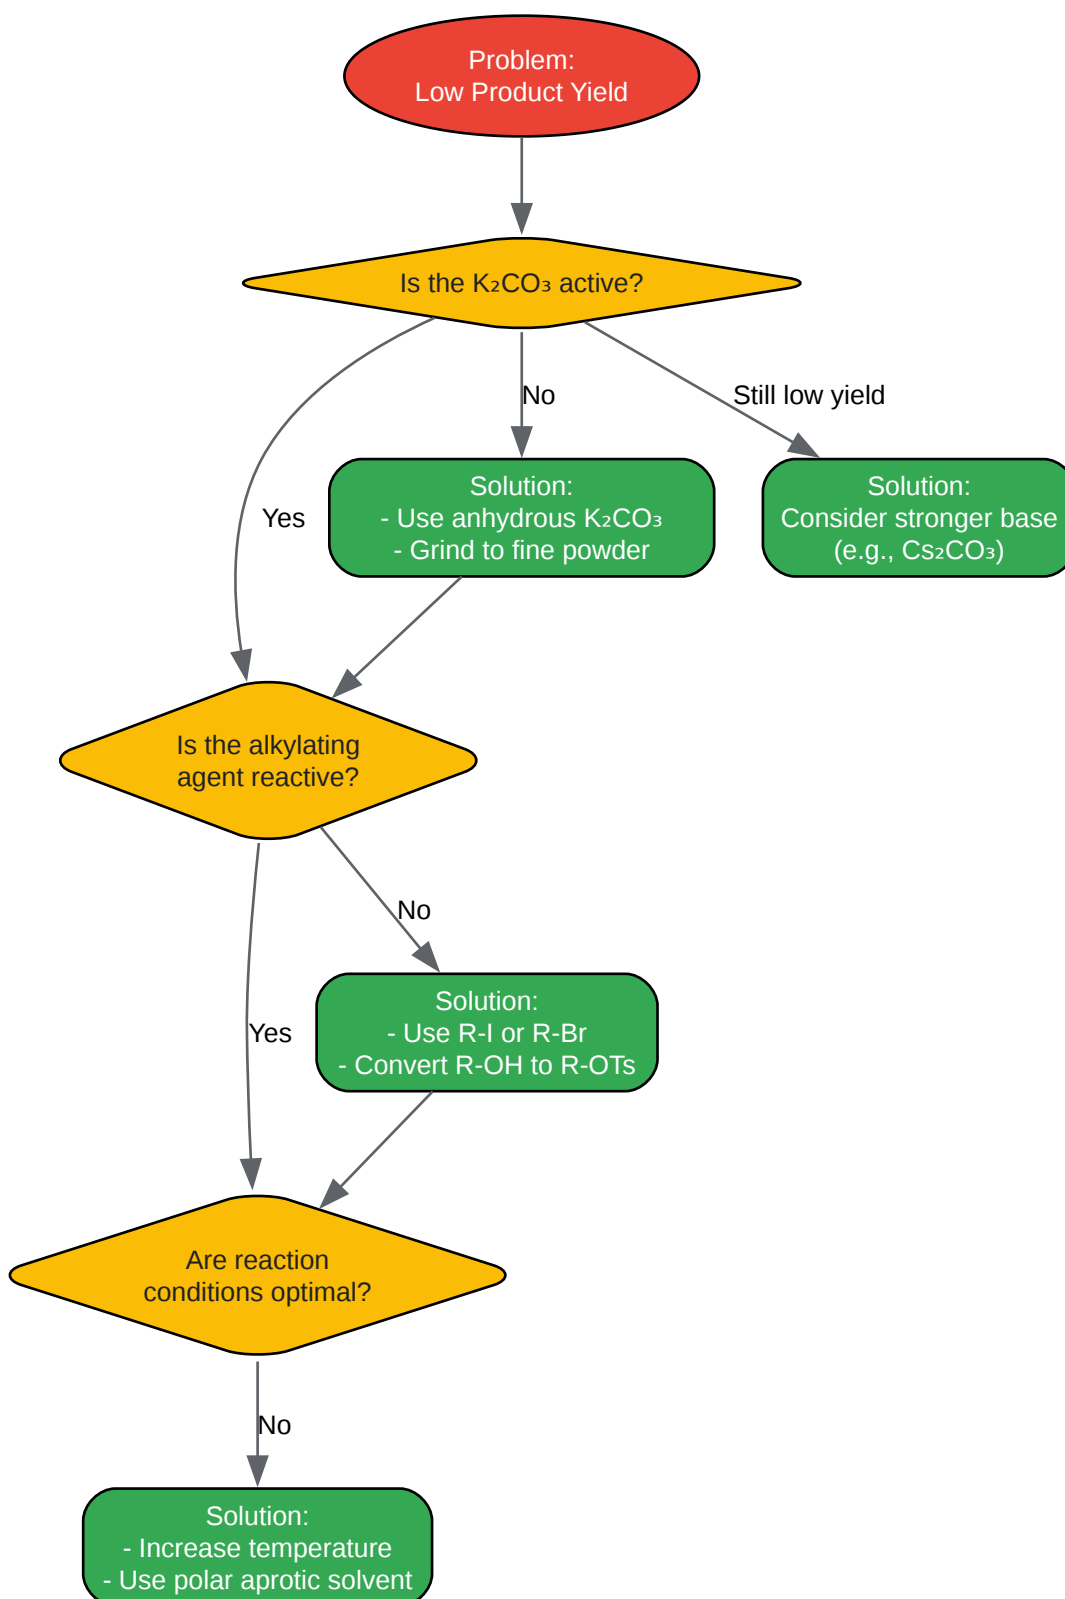 Problem:
Low Product Yield
Is the K₂CO₃ active?
No
Still low yield
Yes
Solution:
- Use anhydrous K₂CO₃
- Grind to fine powder
Solution:
Consider stronger base
(e.g., Cs₂CO₃)
Is the alkylating
agent reactive?
No
Yes
Solution:
- Use R-I or R-Br
- Convert R-OH to R-OTs
Are reaction
conditions optimal?
No
Solution:
- Increase temperature
- Use polar aprotic solvent